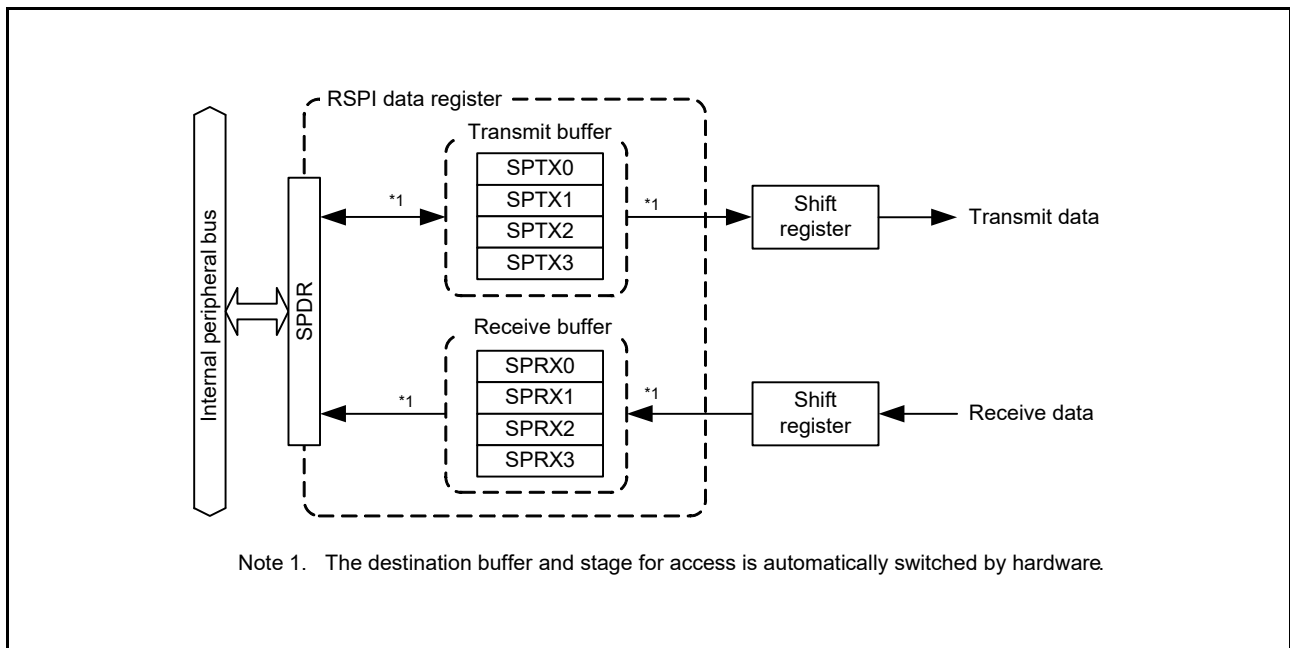 RSPI data register
Transmit buffer
SPTX0
SPTX1
SPTX2
SPTX3
*1
*1
Shift
register
Transmit data
Internal peripheral bus
SPDR
Receive buffer
SPRX0
SPRX1
SPRX2
SPRX3
*1
*1
Shift
register
Receive data
Note 1. The destination buffer and stage for access is automatically switched by hardware.